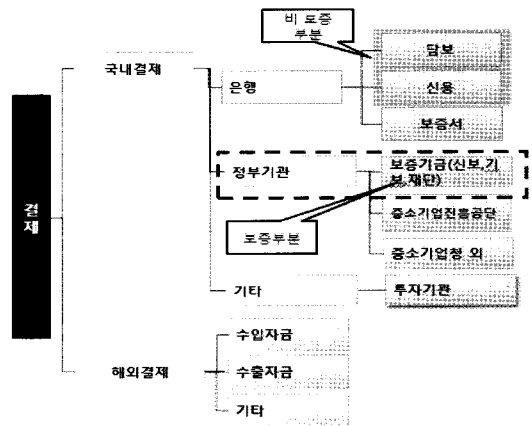 비 보증
부분
담보
국내결제
은행
신용
보증서
정부기관
보증기금(신보,기
보,재단)
결
제
보증부분
중소기업진흥공단
중소기업청 외
기타
투자기관
수입자금
해외결제
수출자금
기타